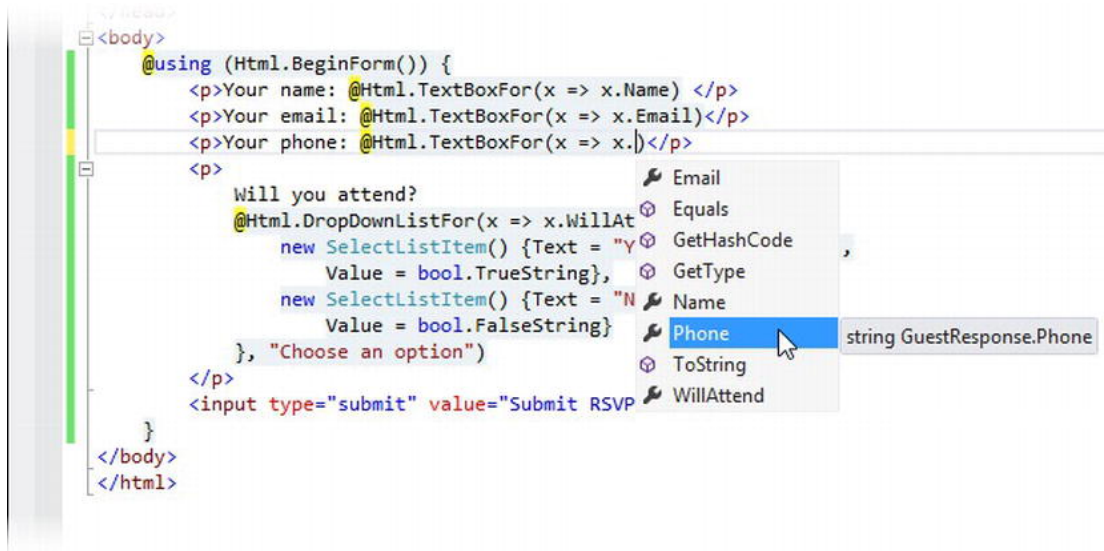 <body>
@using (Html.BeginForm()) {
<p>Your name: @Html.TextBoxFor(x => x.Name) </p>
<p>Your email: @Html.TextBoxFor(x => x.Email)</p>
<p>Your phone: @Html.TextBoxFor(x => x.)</p>
<p>
Will you attend?
@Html.DropDownListFor(x => x.WillAt
new SelectListItem() {Text = "Y ,
Value = bool.TrueString},
new SelectListItem() {Text = "N
Value = bool.FalseString}
}, "Choose an option")
</p>
<input type="submit" value="Submit RSVP
}
</body>
</html>
Email
Equals
GetHashCode
GetType
Name
Phone
string GuestResponse.Phone
ToString
WillAttend